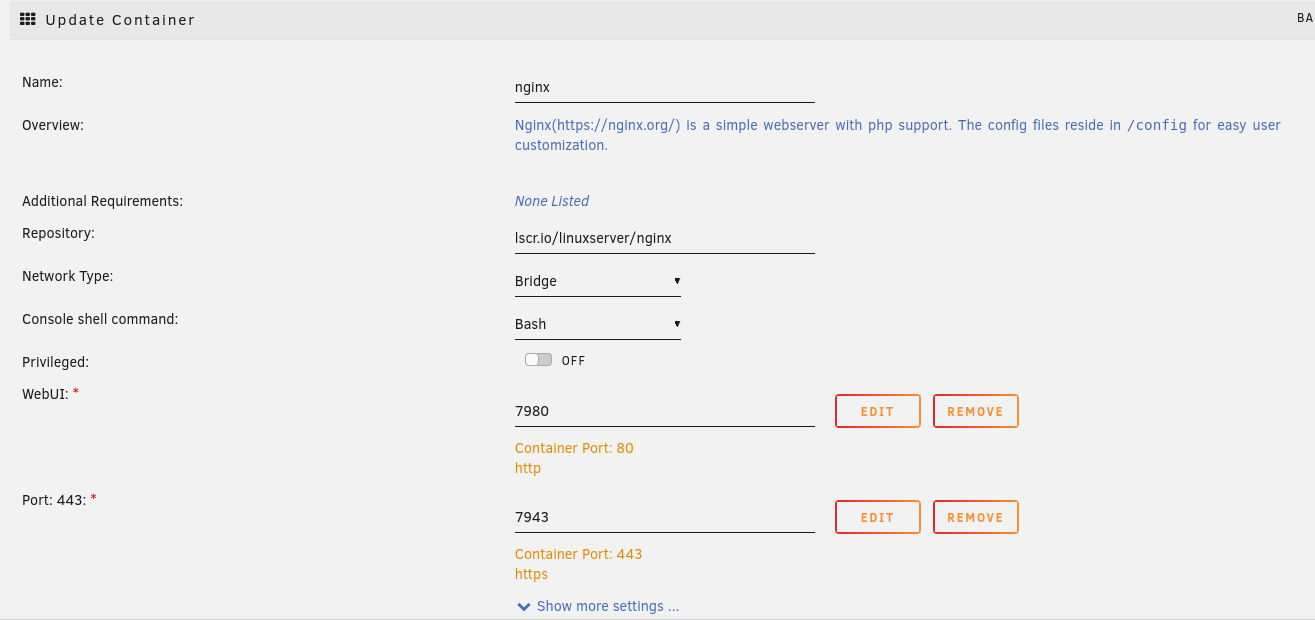 Update Container
BA
Name:
nginx
Overview:
Nginx(https://nginx.org/) is a simple webserver with php support. The config files reside in /config for easy user
customization.
Additional Requirements:
None Listed
Repository:
lscr.io/linuxserver/nginx
Network Type:
Bridge
Console shell command:
Bash
Privileged:
OFF
WebUI: *
7980
EDIT
REMOVE
Container Port: 80
http
Port: 443: *
7943
EDIT
REMOVE
Container Port: 443
https
Show more settings ...